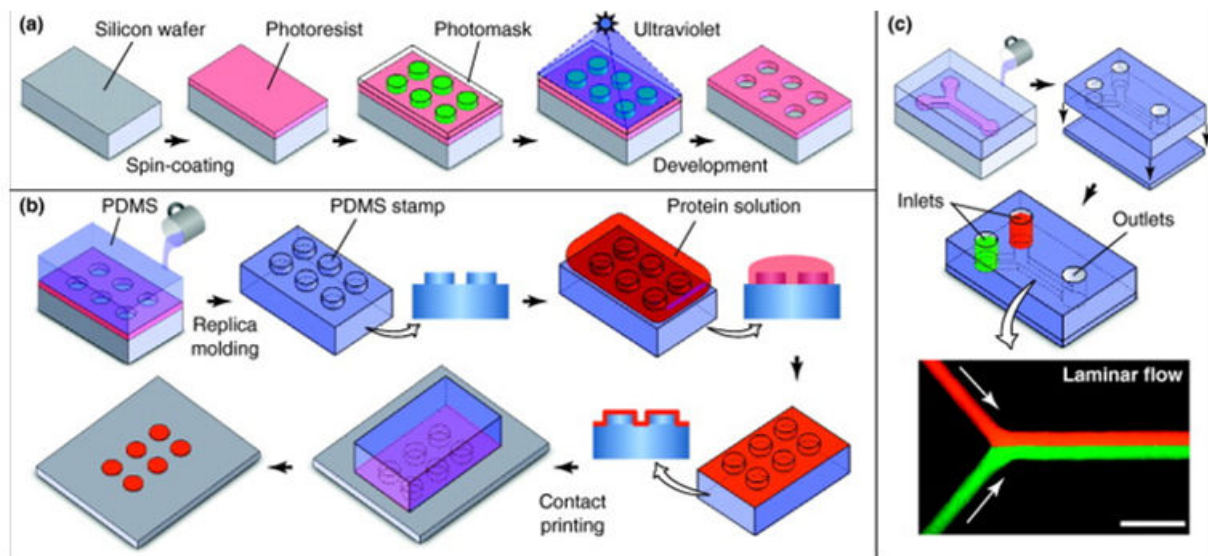 (a)
Silicon wafer
Photoresist
Photomask
Ultraviolet
Spin-coating
Development
(b)
PDMS
PDMS stamp
Protein solution
Replica
molding
Contact
printing
(c)
Inlets
Outlets
Laminar flow